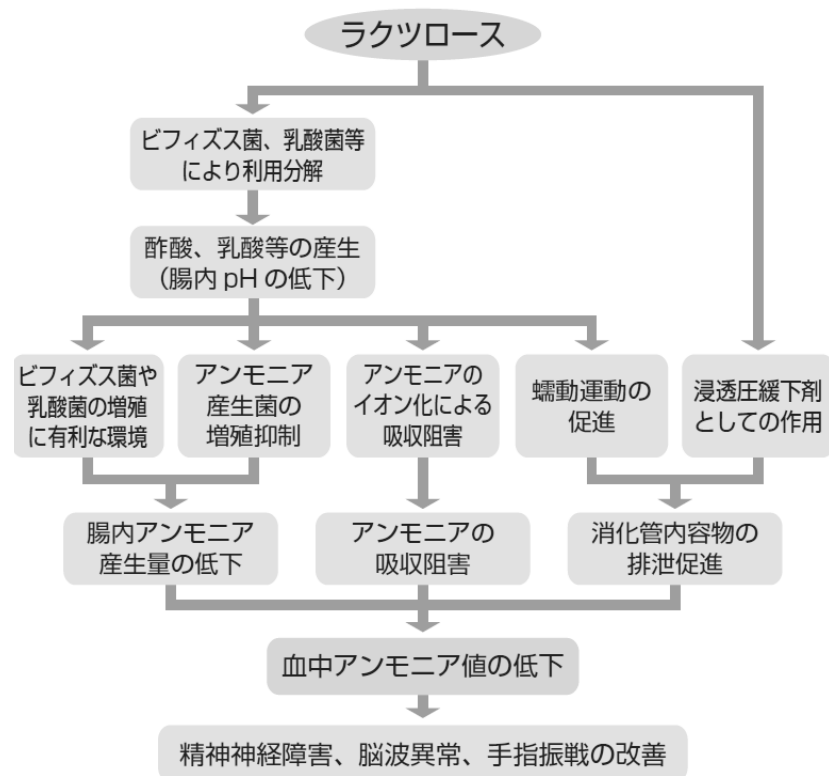 ラクツロース
ビフィズス菌、乳酸菌等
により利用分解
酢酸、乳酸等の産生
（腸内 pH の低下）
ビフィズス菌や
乳酸菌の増殖
に有利な環境
アンモニア
産生菌の
増殖抑制
アンモニアの
イオン化による
吸収阻害
蠕動運動の
促進
浸透圧緩下剤
としての作用
腸内アンモニア
産生量の低下
アンモニアの
吸収阻害
消化管内容物の
排泄促進
血中アンモニア値の低下
精神神経障害、脳波異常、手指振戦の改善